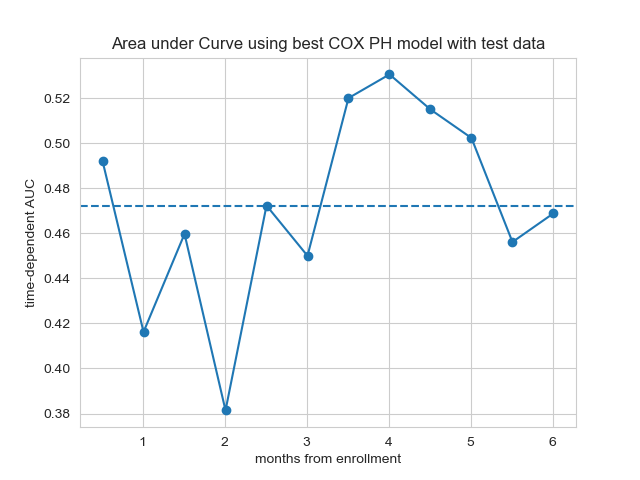 Area under Curve using best COX PH model with test data
time-dependent AUC
0.52
0.50
0.48
0.46
0.44
0.42
0.40
0.38
1 2 3 4 5 6
months from enrollment